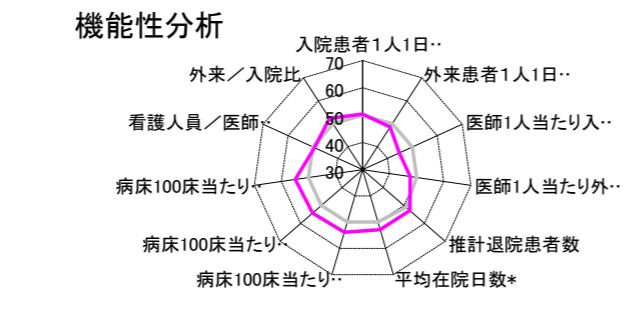 機能性分析
入院患者１人１日‥
外来患者１人１日‥
医師1人当たり入‥
医師1人当たり外‥
推計退院患者数
平均在院日数*
病床100床当たり‥
病床100床当たり‥
病床100床当たり‥
看護人員／医師‥
外来／入院比
70
60
50
40
30